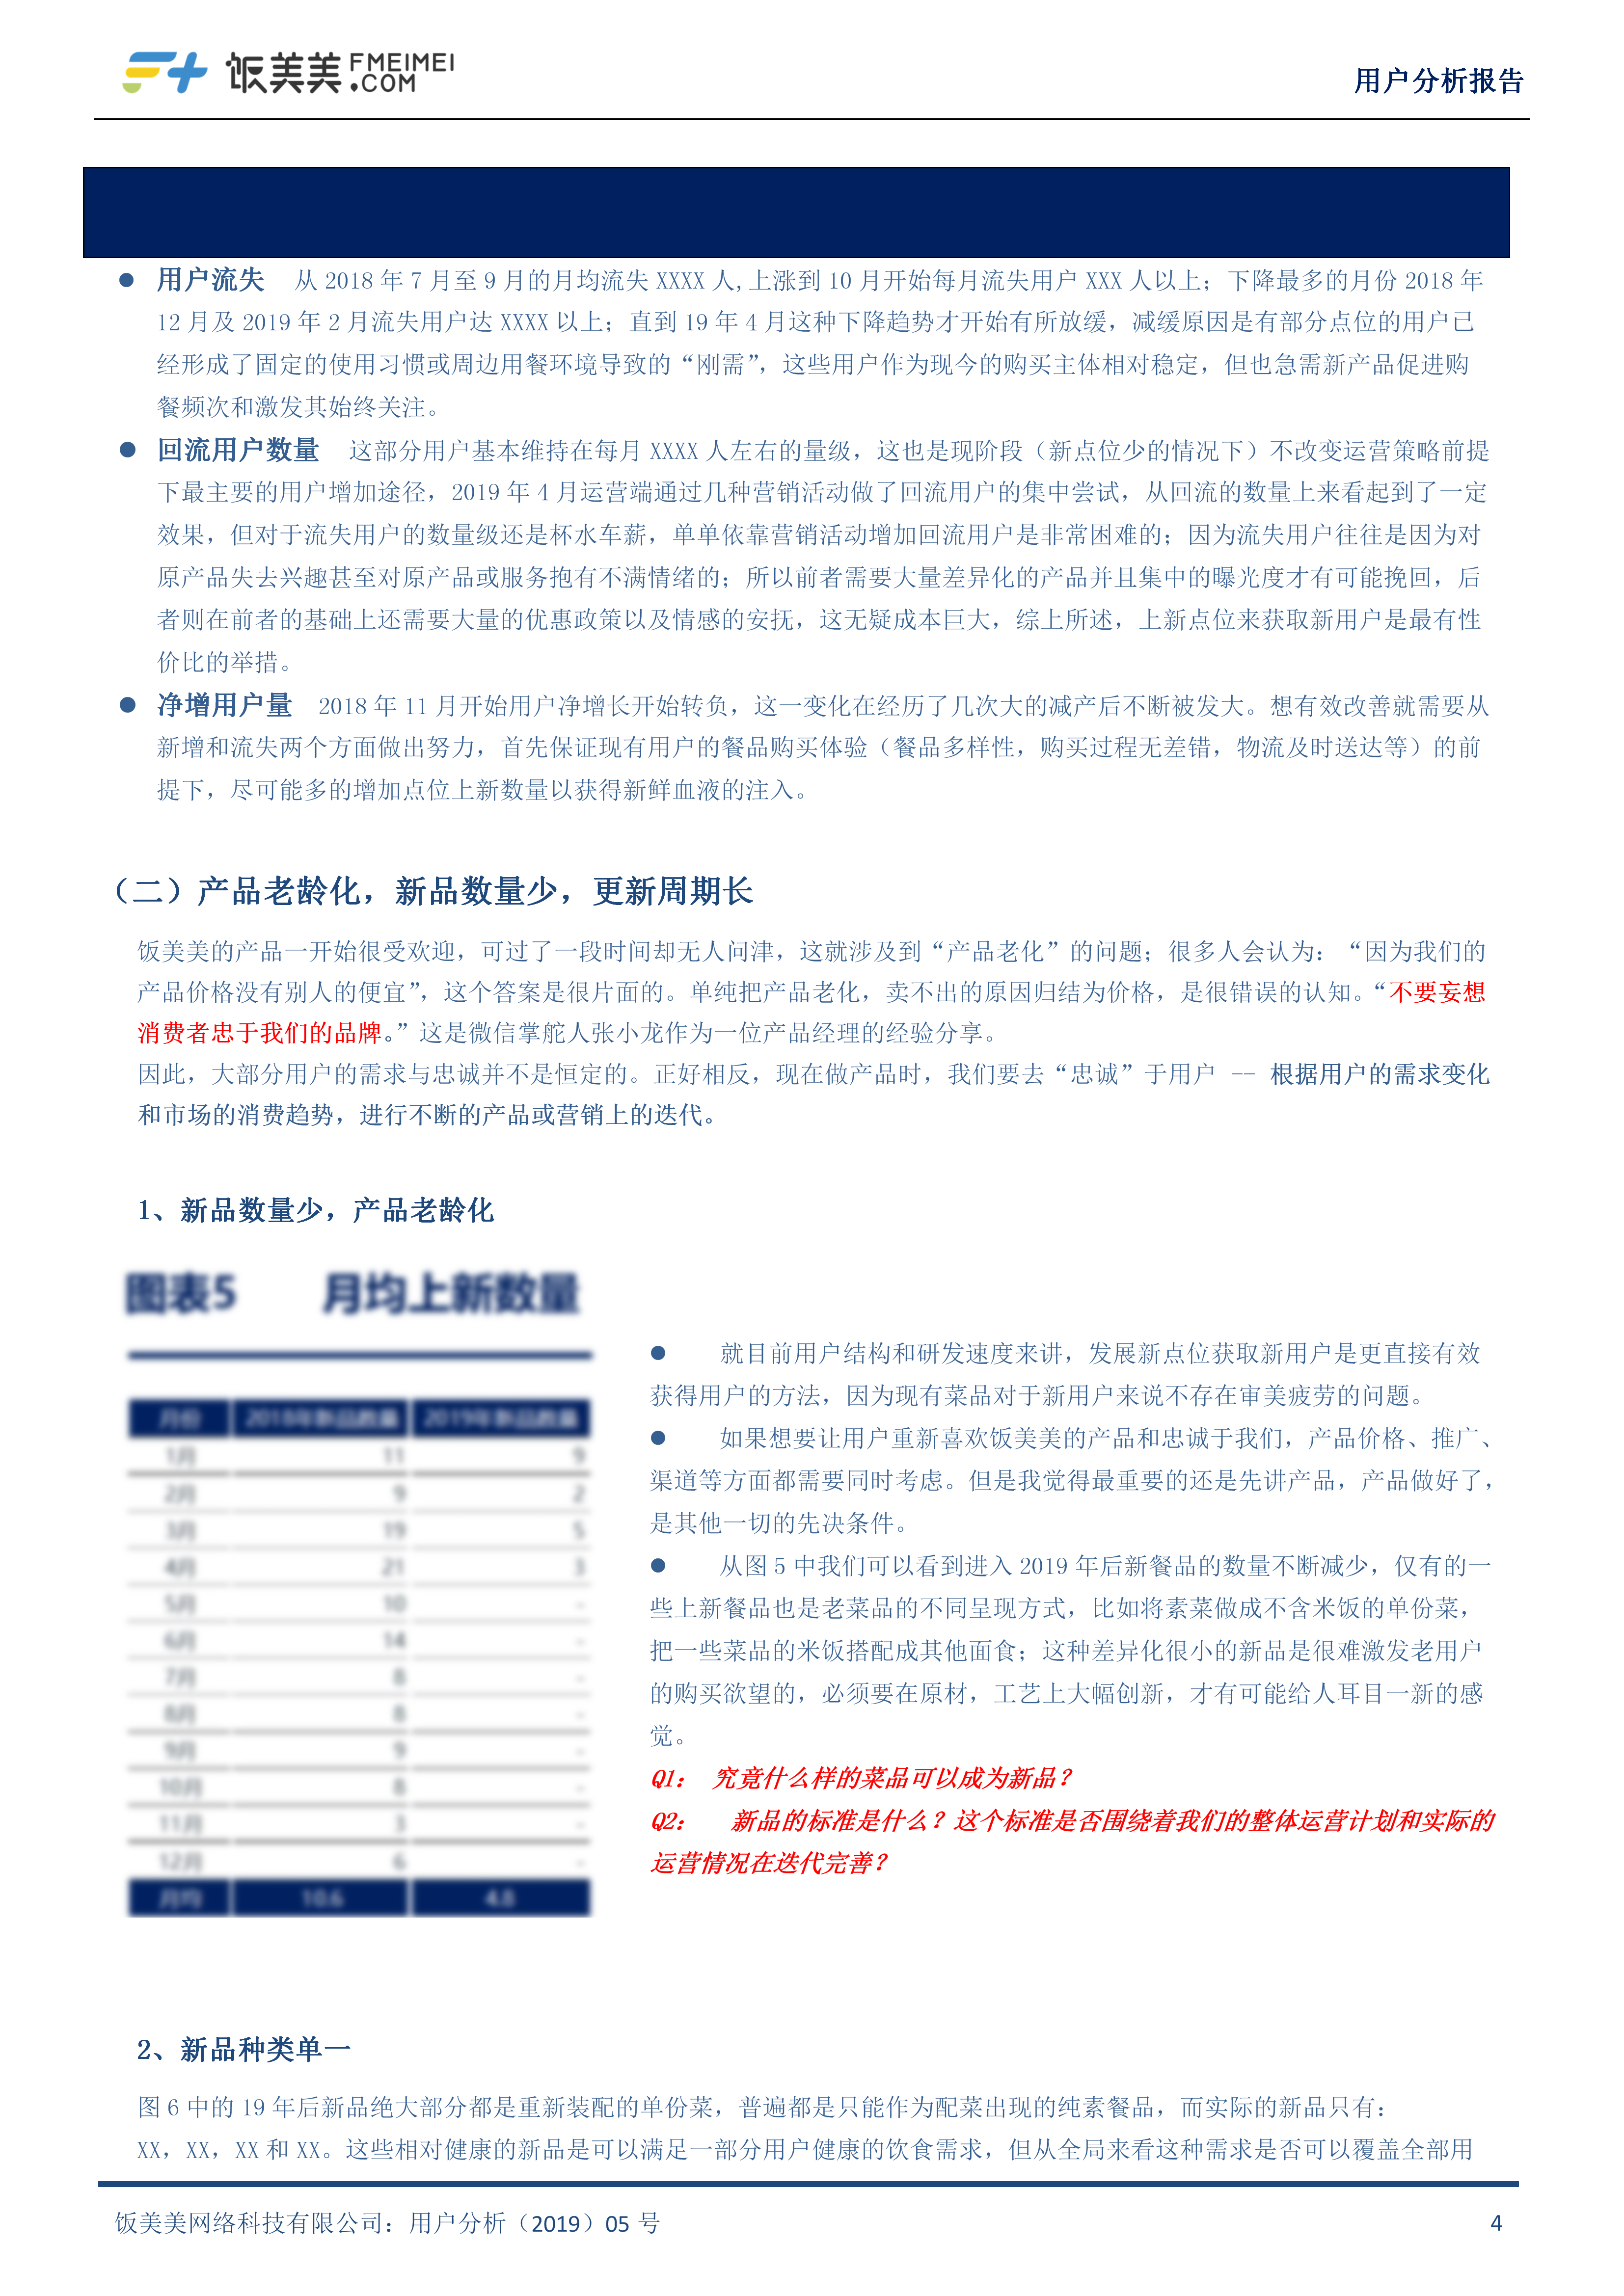 饭美美 FMEIMEI.COM
用户分析报告
● 用户流失 从 2018 年 7 月至 9 月的月均流失 XXXX 人,上涨到 10 月开始每月流失用户 XXX 人以上；下降最多的月份 2018 年
12 月及 2019 年 2 月流失用户达 XXXX 以上；直到 19 年 4 月这种下降趋势才开始有所放缓，减缓原因是有部分点位的用户已
经形成了固定的使用习惯或周边用餐环境导致的“刚需”，这些用户作为现今的购买主体相对稳定，但也急需新产品促进购
餐频次和激发其始终关注。
● 回流用户数量 这部分用户基本维持在每月 XXXX 人左右的量级，这也是现阶段（新点位少的情况下）不改变运营策略前提
下最主要的用户增加途径，2019 年 4 月运营端通过几种营销活动做了回流用户的集中尝试，从回流的数量上来看起到了一定
效果，但对于流失用户的数量级还是杯水车薪，单单依靠营销活动增加回流用户是非常困难的；因为流失用户往往是因为对
原产品失去兴趣甚至对原产品或服务抱有不满情绪的；所以前者需要大量差异化的产品并且集中的曝光度才有可能挽回，后
者则在前者的基础上还需要大量的优惠政策以及情感的安抚，这无疑成本巨大，综上所述，上新点位来获取新用户是最有性
价比的举措。
● 净增用户量 2018 年 11 月开始用户净增长开始转负，这一变化在经历了几次大的减产后不断被发大。想有效改善就需要从
新增和流失两个方面做出努力，首先保证现有用户的餐品购买体验（餐品多样性，购买过程无差错，物流及时送达等）的前
提下，尽可能多的增加点位上新数量以获得新鲜血液的注入。
（二）产品老龄化，新品数量少，更新周期长
饭美美的产品一开始很受欢迎，可过了一段时间却无人问津，这就涉及到“产品老化”的问题；很多人会认为：“因为我们的
产品价格没有别人的便宜”，这个答案是很片面的。单纯把产品老化，卖不出的原因归结为价格，是很错误的认知。“不要妄想
消费者忠于我们的品牌。”这是微信掌舵人张小龙作为一位产品经理的经验分享。
因此，大部分用户的需求与忠诚并不是恒定的。正好相反，现在做产品时，我们要去“忠诚”于用户 -- 根据用户的需求变化
和市场的消费趋势，进行不断的产品或营销上的迭代。
1、新品数量少，产品老龄化
图表5 月均上新数量
月份 2018年新品数量 2019年新品数量
1月 11 9
2月 9 2
3月 19 5
4月 21 3
5月 10 -
6月 14 -
7月 8 -
8月 8 -
9月 9 -
10月 8 -
11月 3 -
12月 6 -
月均 10.6 4.8
● 就目前用户结构和研发速度来讲，发展新点位获取新用户是更直接有效
获得用户的方法，因为现有菜品对于新用户来说不存在审美疲劳的问题。
● 如果想要让用户重新喜欢饭美美的产品和忠诚于我们，产品价格、推广、
渠道等方面都需要同时考虑。但是我觉得最重要的还是先讲产品，产品做好了，
是其他一切的先决条件。
● 从图 5 中我们可以看到进入 2019 年后新餐品的数量不断减少，仅有的一
些上新餐品也是老菜品的不同呈现方式，比如将素菜做成不含米饭的单份菜，
把一些菜品的米饭搭配成其他面食；这种差异化很小的新品是很难激发老用户
的购买欲望的，必须要在原材，工艺上大幅创新，才有可能给人耳目一新的感
觉。
Q1： 究竟什么样的菜品可以成为新品？
Q2： 新品的标准是什么？这个标准是否围绕着我们的整体运营计划和实际的
运营情况在迭代完善？
2、新品种类单一
图 6 中的 19 年后新品绝大部分都是重新装配的单份菜，普遍都是只能作为配菜出现的纯素餐品，而实际的新品只有：
XX，XX，XX 和 XX。这些相对健康的新品是可以满足一部分用户健康的饮食需求，但从全局来看这种需求是否可以覆盖全部用
饭美美网络科技有限公司：用户分析（2019）05 号
4